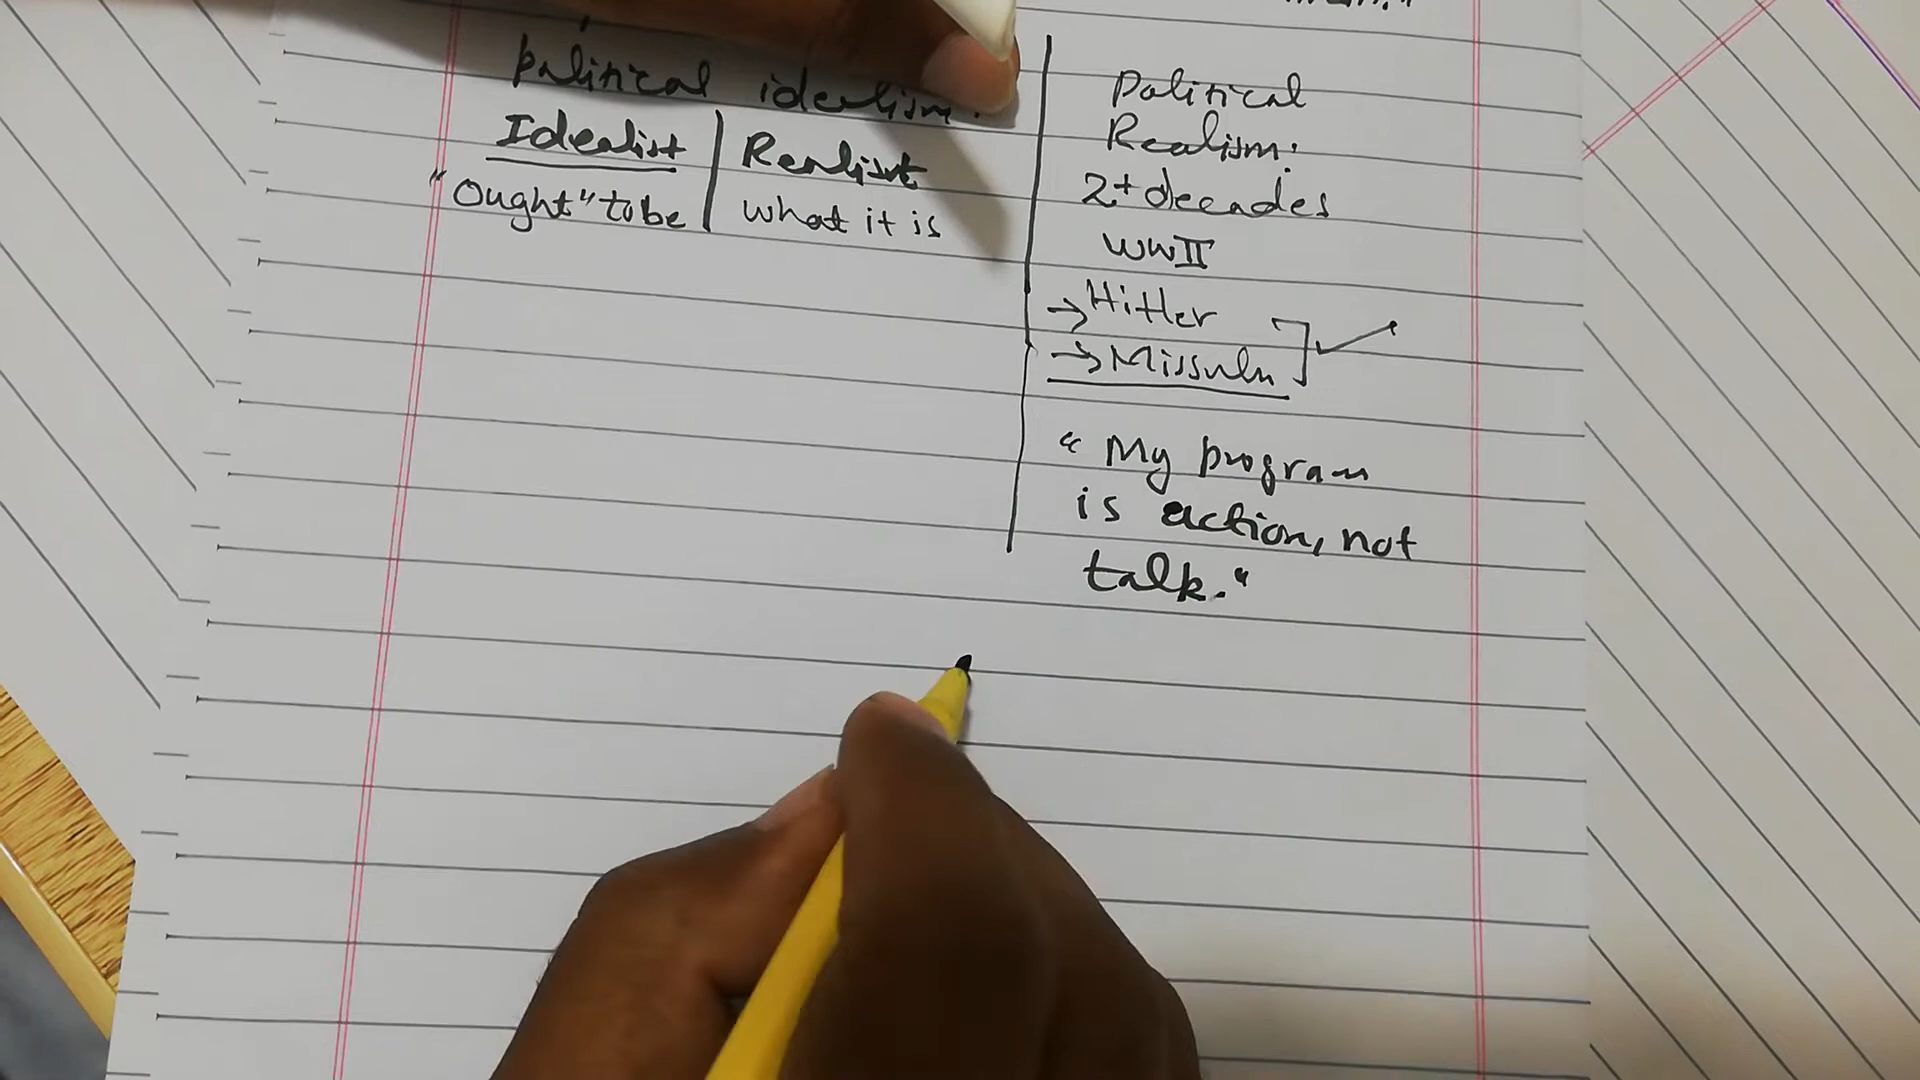 political idealism.
Idealist | Realist
"Ought" to be | what it is
Political
Realism.
2+ decades
WWII
→ Hitler
→ Missulu
"My program
is action, not
talk."